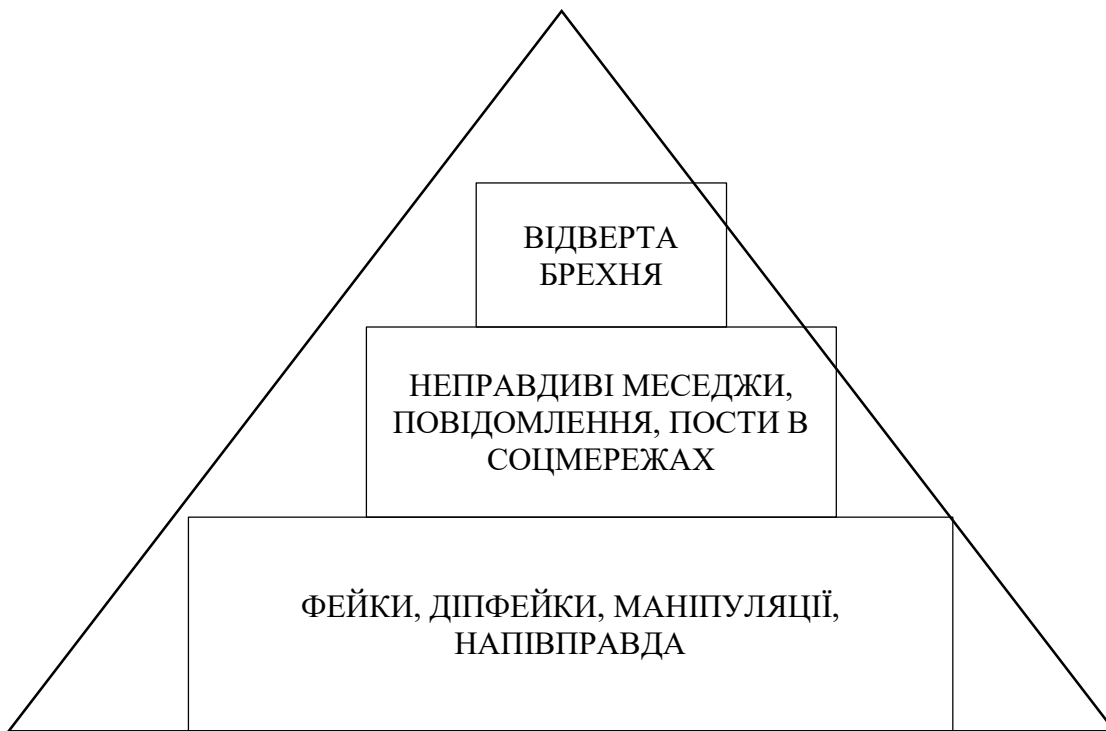 ВІДВЕРТА
БРЕХНЯ
НЕПРАВДИВІ МЕСЕДЖИ,
ПОВІДОМЛЕННЯ, ПОСТИ В
СОЦМЕРЕЖАХ
ФЕЙКИ, ДІПФЕЙКИ, МАНІПУЛЯЦІЇ,
НАПІВПРАВДА